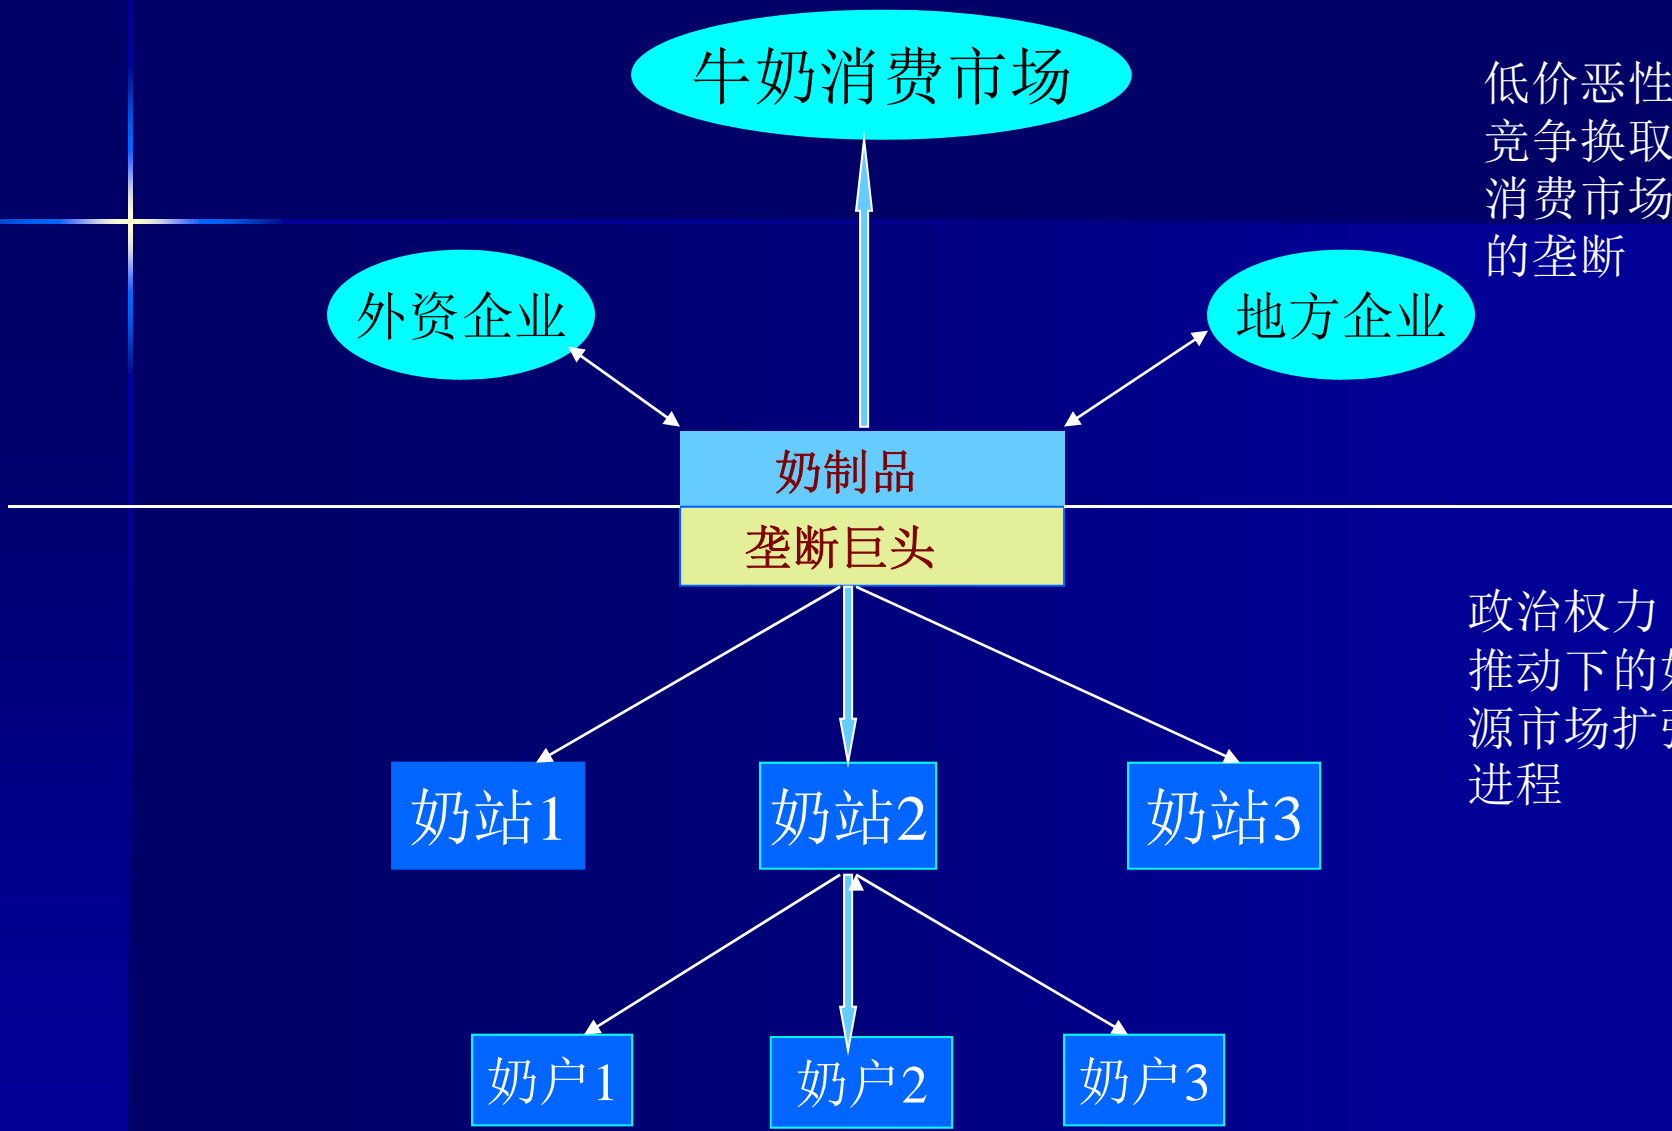 牛奶消费市场
低价恶性
竞争换取
消费市场
的垄断
外资企业
地方企业
奶制品
垄断巨头
政治权力
推动下的
源市场扩
进程
奶站1
奶站2
奶站3
奶户1
奶户2
奶户3